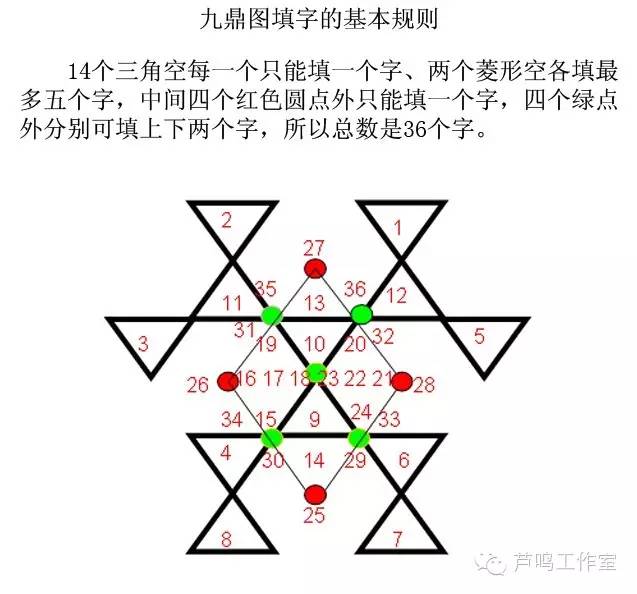 九鼎图填字的基本规则
14个三角空每一个只能填一个字、两个菱形空各填最
多五个字，中间四个红色圆点外只能填一个字，四个绿点
外分别可填上下两个字，所以总数是36个字。
2 1
27
35 36
11 13 12
31 32
3 19 10 20 5
26 16 17 18 23 22 21 28
34 15 9 24 33
4 30 14 29 6
25
8 7
芦鸣工作室